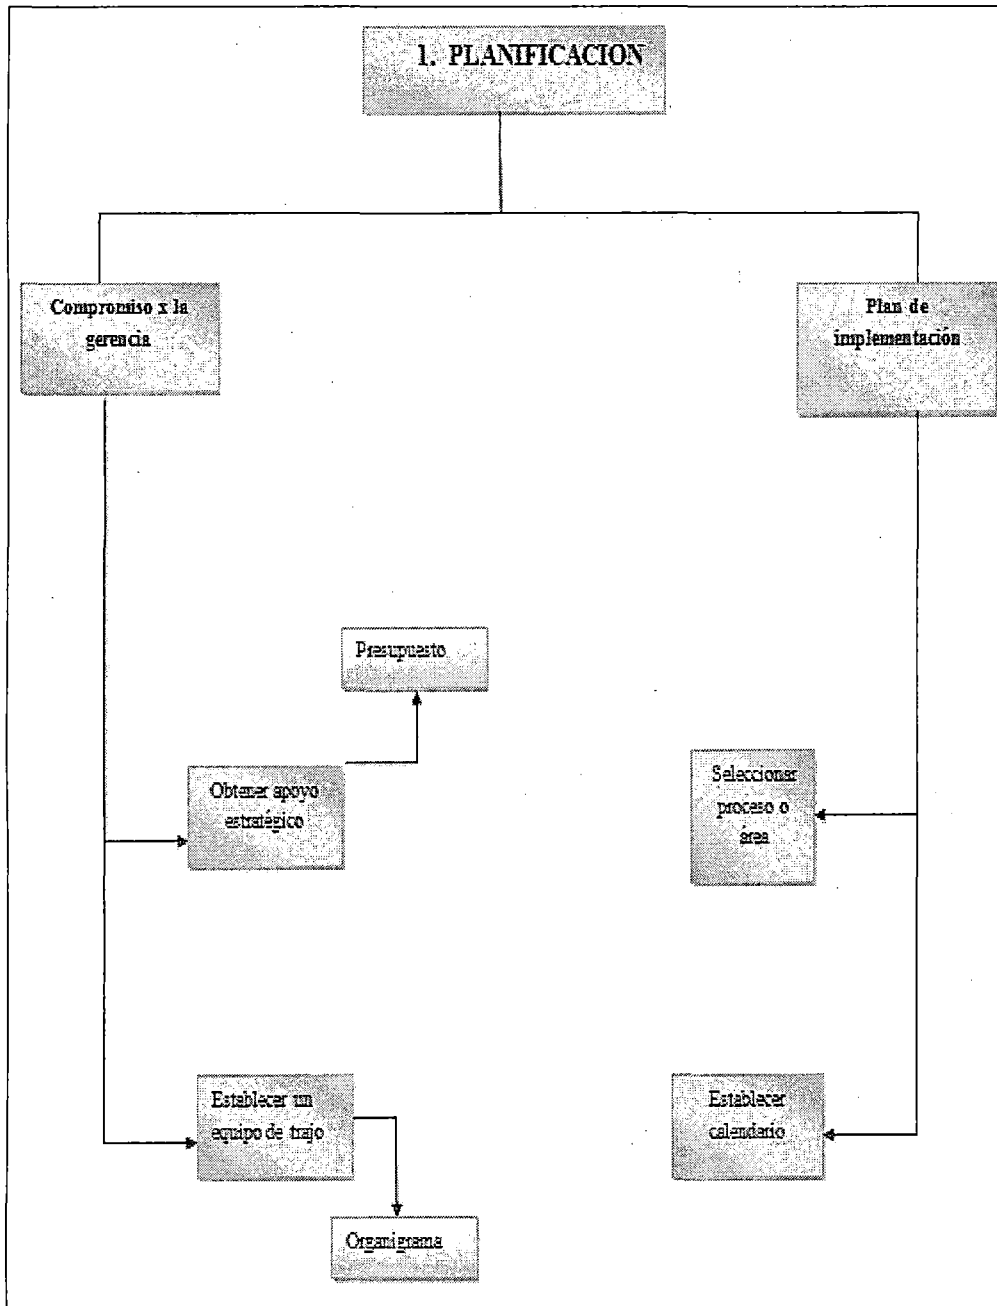 1. PLANIFICACION
Compromiso x la
gerencia
Plan de
implementación
Presupuesto
Obtener apoyo
estratégico
Seleccionar
proceso o
área
Establecer un
equipo de trajo
Establecer
calendario
Organigrama